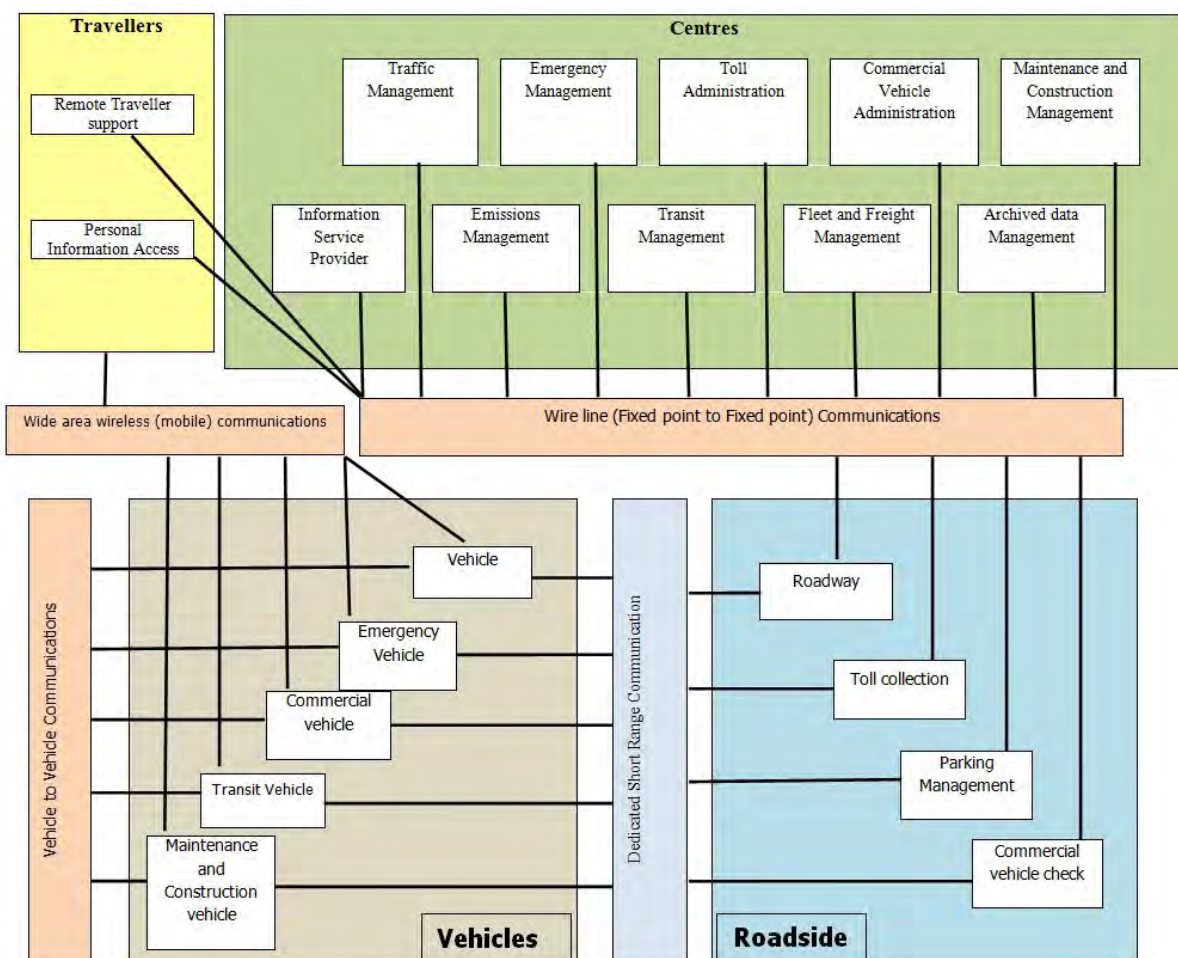 Travellers
Centres
Traffic
Management
Emergency
Management
Toll
Administration
Commercial
Vehicle
Administration
Maintenance and
Construction
Management
Remote Traveller
support
Information
Service
Provider
Emissions
Management
Transit
Management
Fleet and Freight
Management
Archived data
Management
Personal
Information Access
Wide area wireless (mobile) communications
Wire line (Fixed point to Fixed point) Communications
Vehicle to Vehicle Communications
Vehicle
Emergency
Vehicle
Commercial
vehicle
Transit Vehicle
Maintenance
and
Construction
vehicle
Vehicles
Dedicated Short Range Communication
Roadway
Toll collection
Parking
Management
Commercial
vehicle check
Roadside